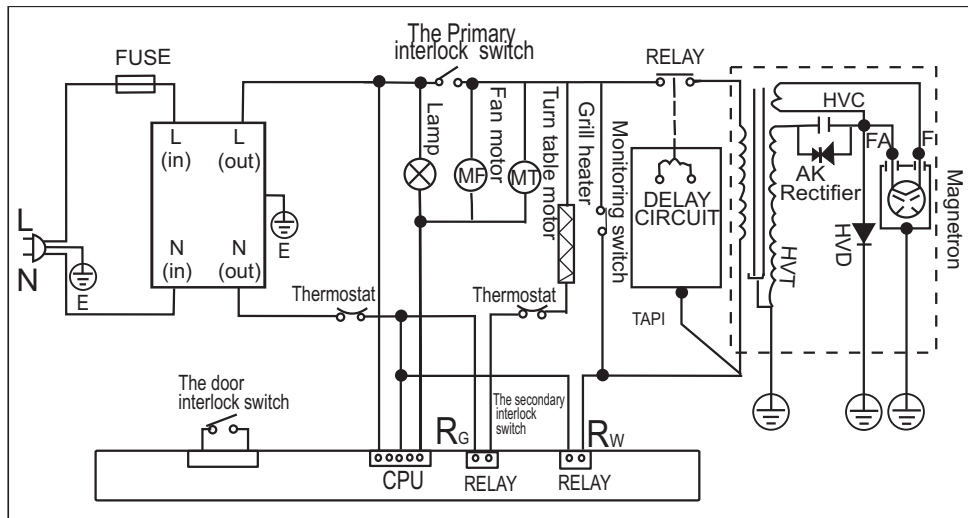 The Primary
interlock switch
FUSE
RELAY
L
(in)
L
(out)
N
(in)
N
(out)
L
N
E
E
Lamp
MF
Fan motor
MT
Turn table motor
Grill heater
Monitoring switch
DELAY
CIRCUIT
TAPI
HVC
AK
Rectifier
FA
F
HVD
HVT
Magnetron
Thermostat
Thermostat
The door
interlock switch
The secondary
interlock
switch
RG
RW
CPU
RELAY
RELAY